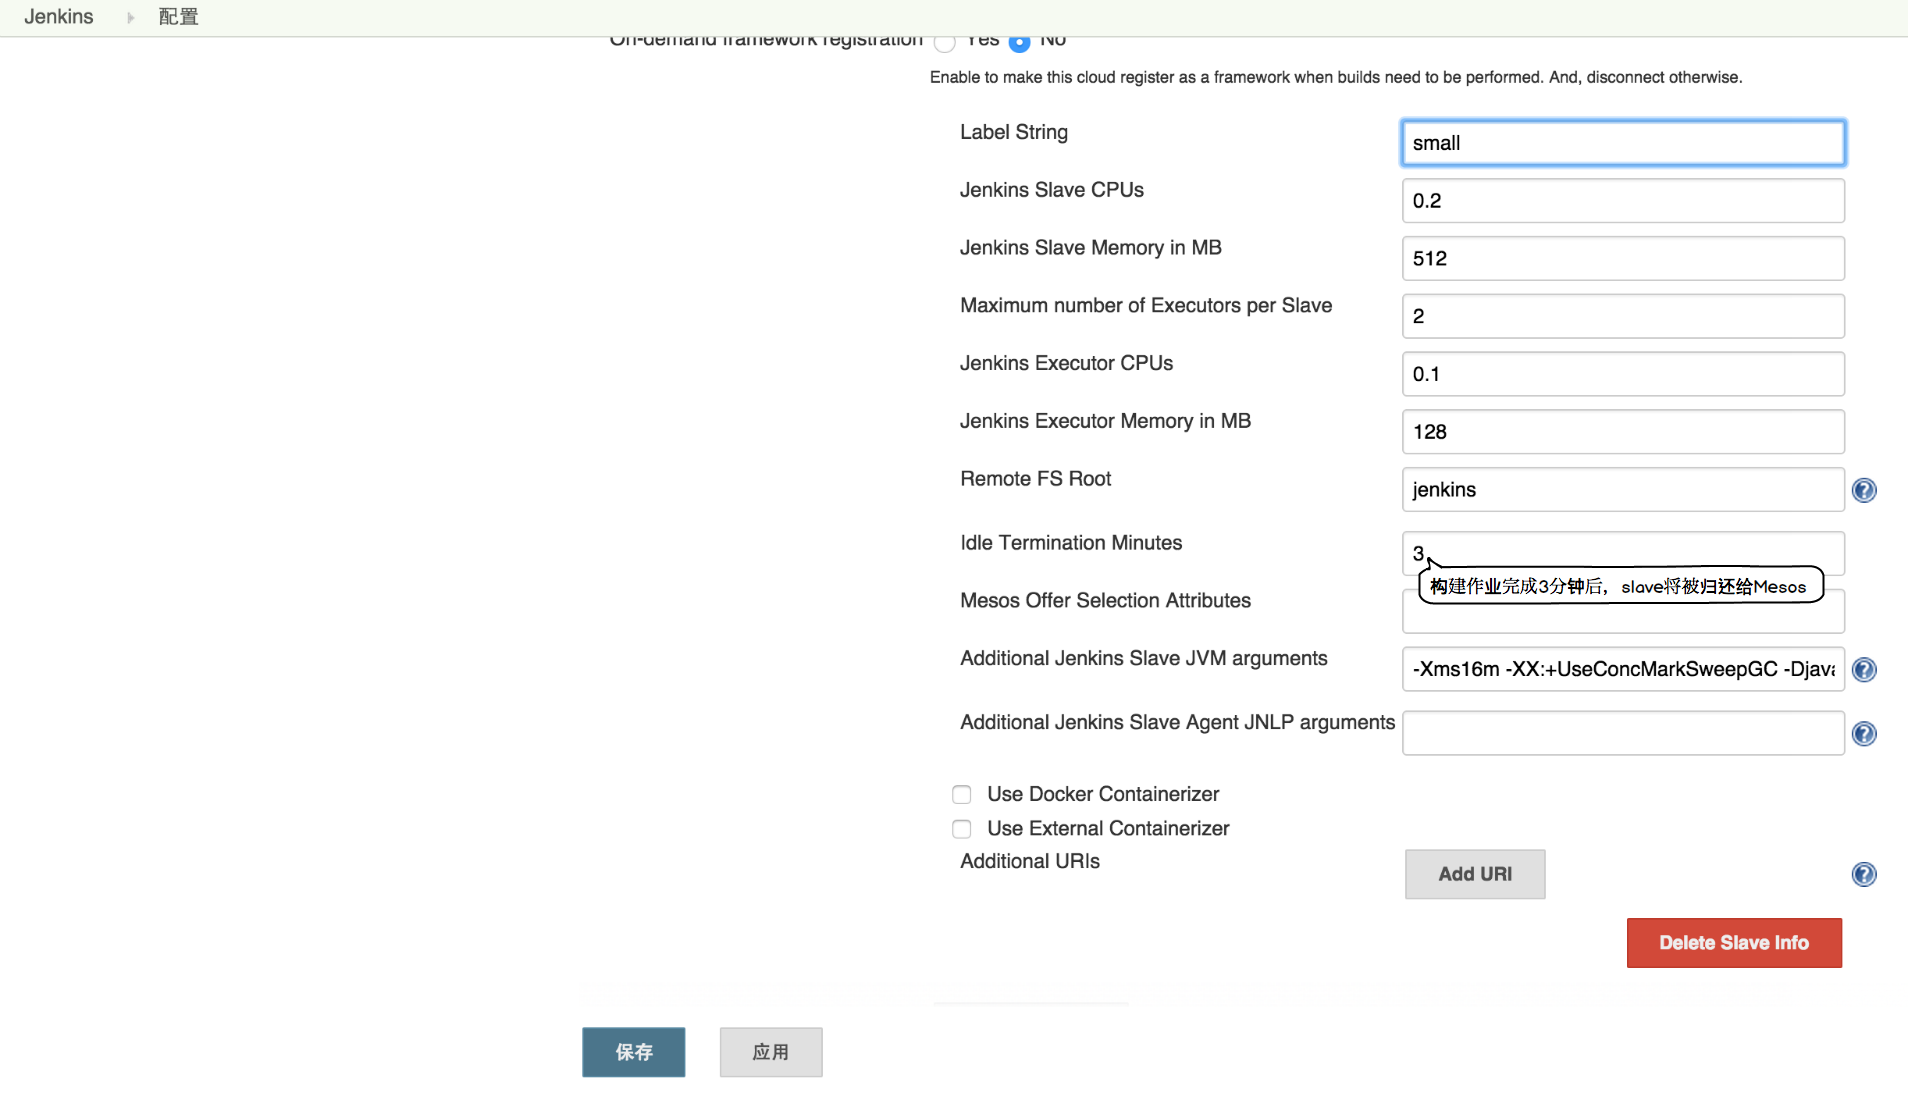 Jenkins 配置
On-demand framework registration Yes No
Enable to make this cloud register as a framework when builds need to be performed. And, disconnect otherwise.
Label String small
Jenkins Slave CPUs 0.2
Jenkins Slave Memory in MB 512
Maximum number of Executors per Slave 2
Jenkins Executor CPUs 0.1
Jenkins Executor Memory in MB 128
Remote FS Root jenkins
Idle Termination Minutes 3
构建作业完成3分钟后，slave将被归还给Mesos
Mesos Offer Selection Attributes
Additional Jenkins Slave JVM arguments -Xms16m -XX:+UseConcMarkSweepGC -Djava
Additional Jenkins Slave Agent JNLP arguments
Use Docker Containerizer
Use External Containerizer
Additional URIs Add URI
Delete Slave Info
保存 应用